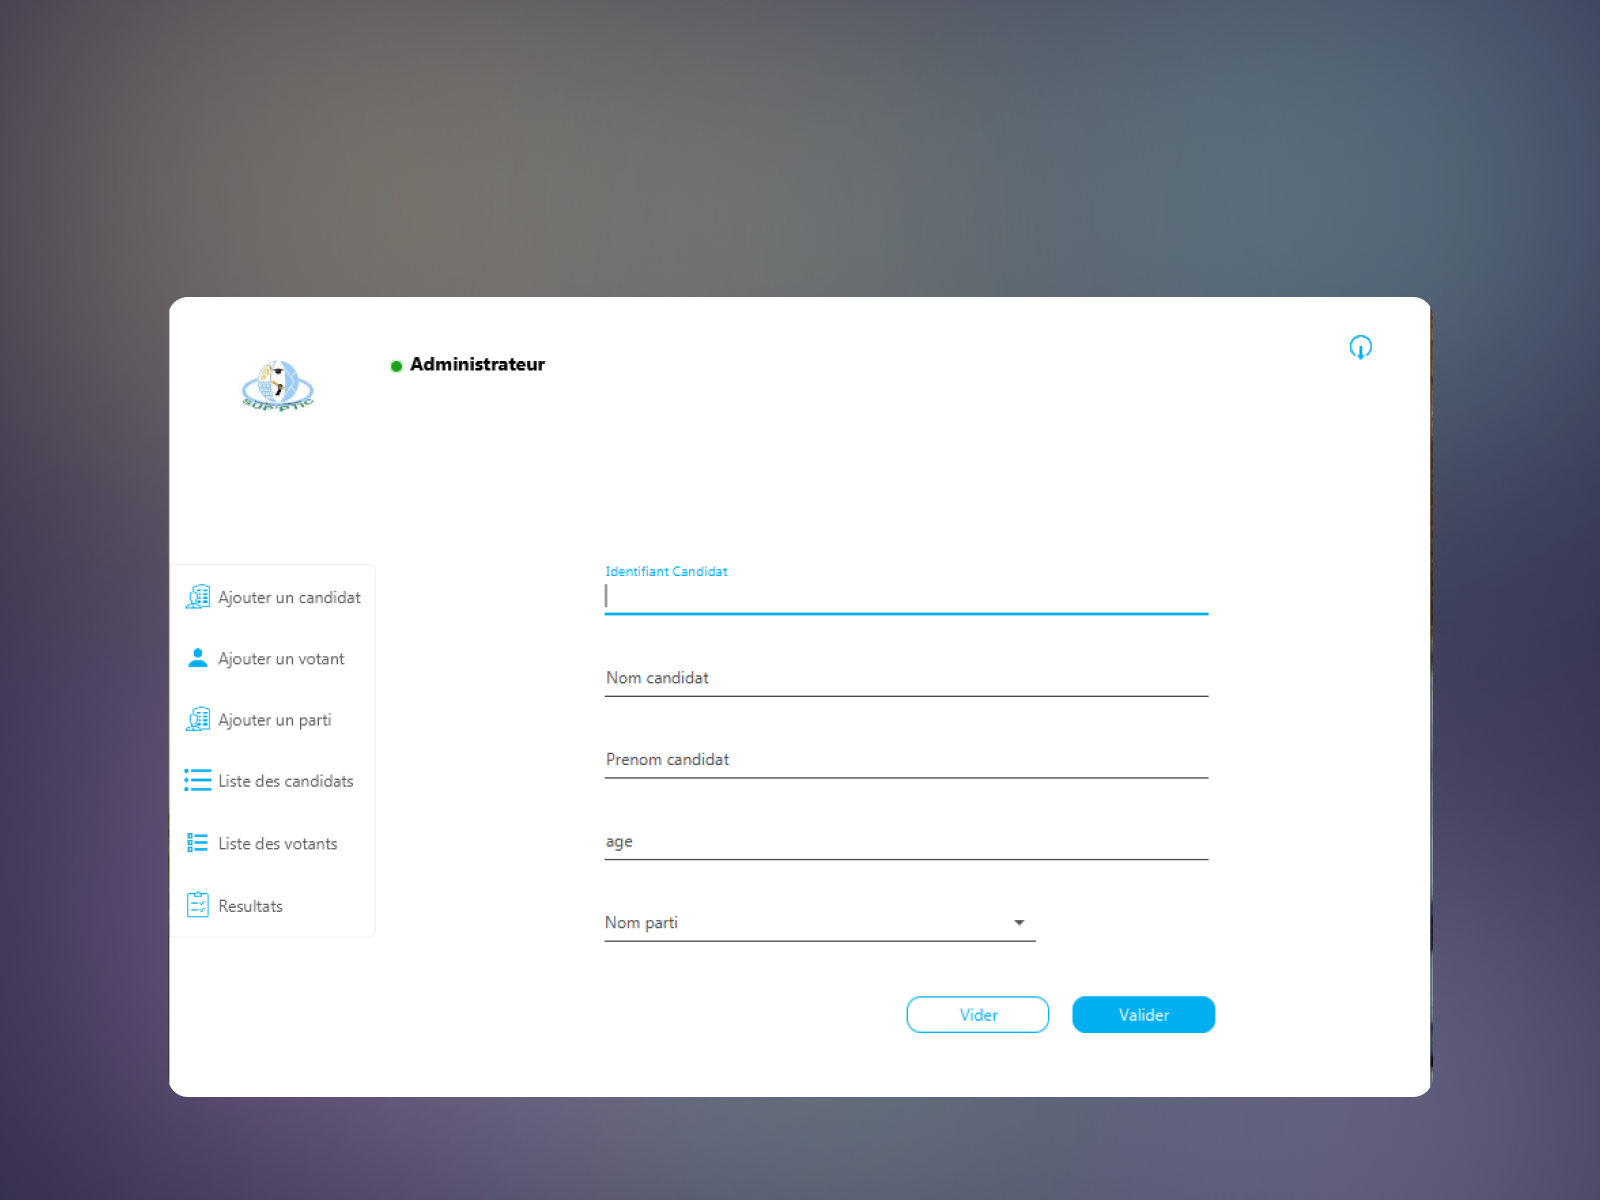 SUP'PTIC
Administrateur
Ajouter un candidat
Ajouter un votant
Ajouter un parti
Liste des candidats
Liste des votants
Resultats
Identifiant Candidat
Nom candidat
Prenom candidat
age
Nom parti
Vider
Valider